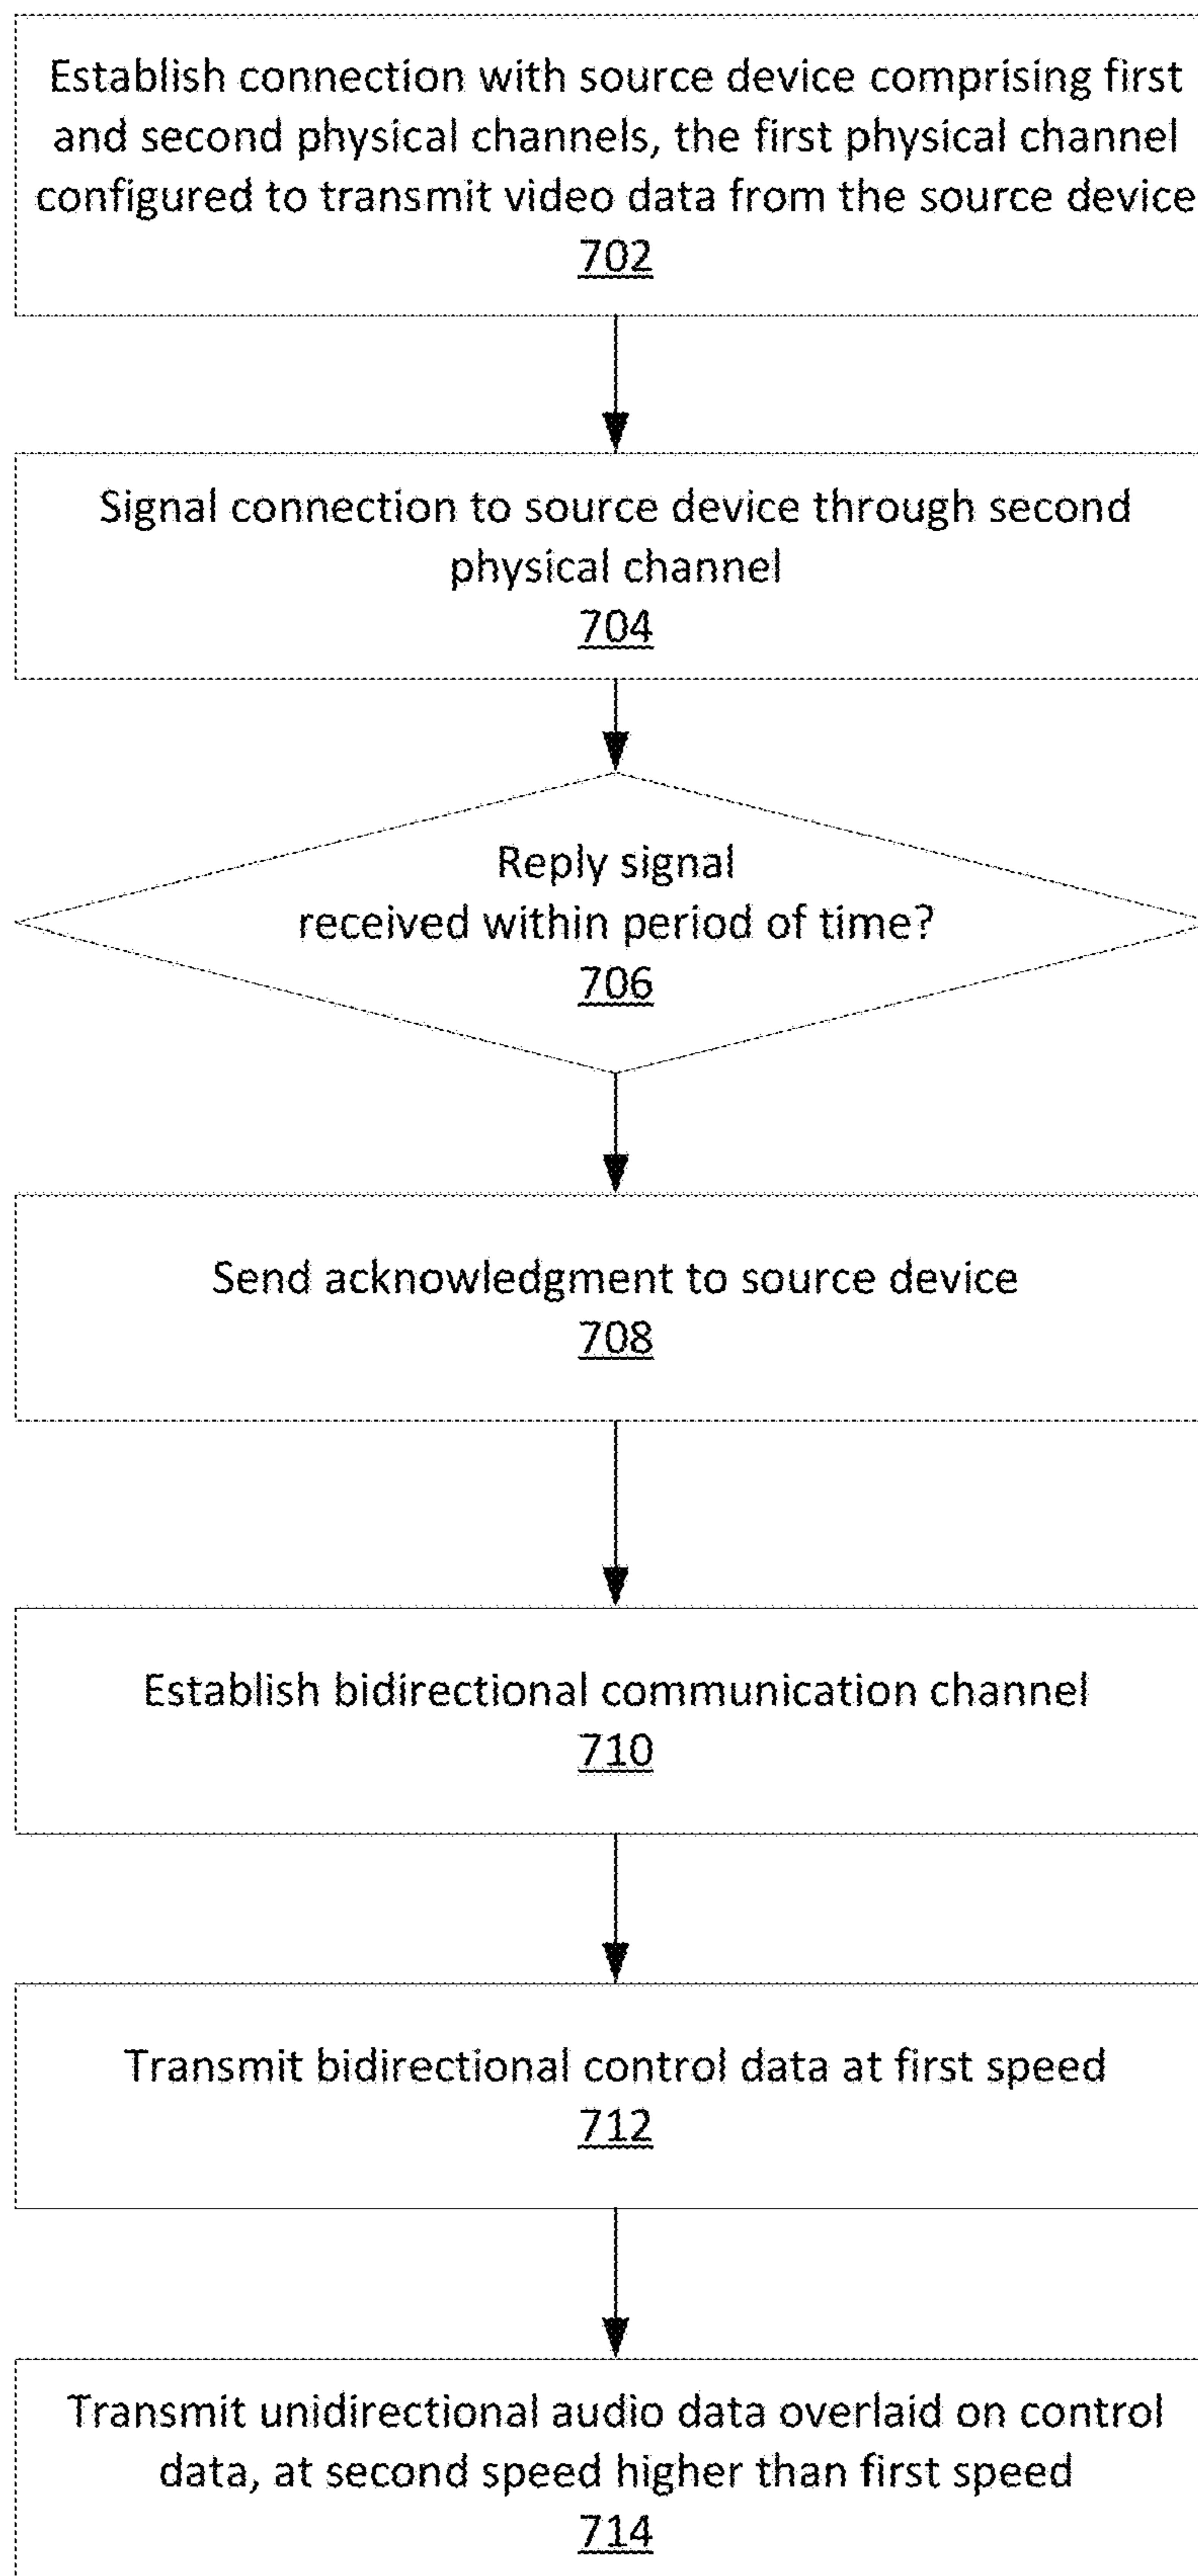 Establish connection with source device comprising first
and second physical channels, the first physical channel
configured to transmit video data from the source device
702
Signal connection to source device through second
physical channel
704
Reply signal
received within period of time?
706
Send acknowledgment to source device
708
Establish bidirectional communication channel
710
Transmit bidirectional control data at first speed
712
Transmit unidirectional audio data overlaid on control
data, at second speed higher than first speed
714